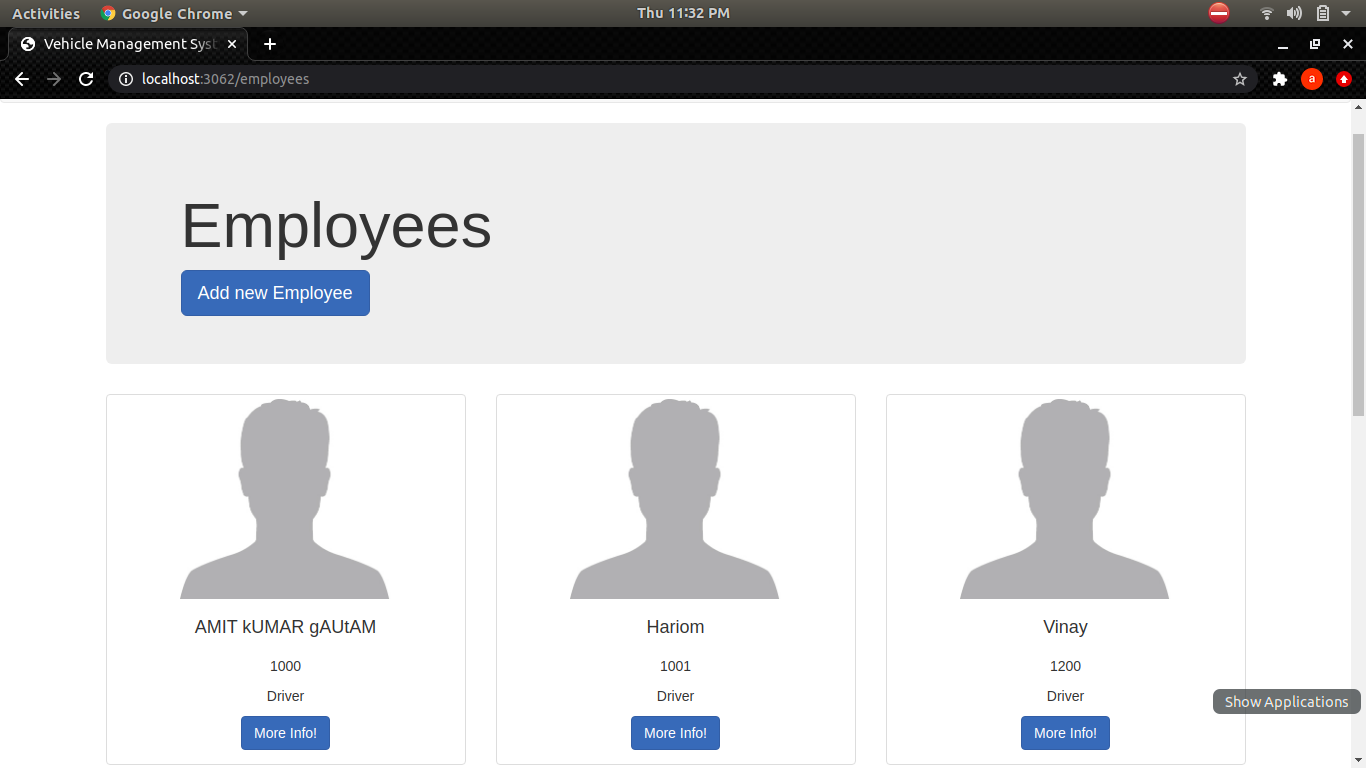 Activities Google Chrome Thu 11:32 PM
Vehicle Management Syst
localhost:3062/employees
a
Employees
Add new Employee
AMIT kUMAR gAUtAM
1000
Driver
More Info!
Hariom
1001
Driver
More Info!
Vinay
1200
Driver
More Info!
Show Applications